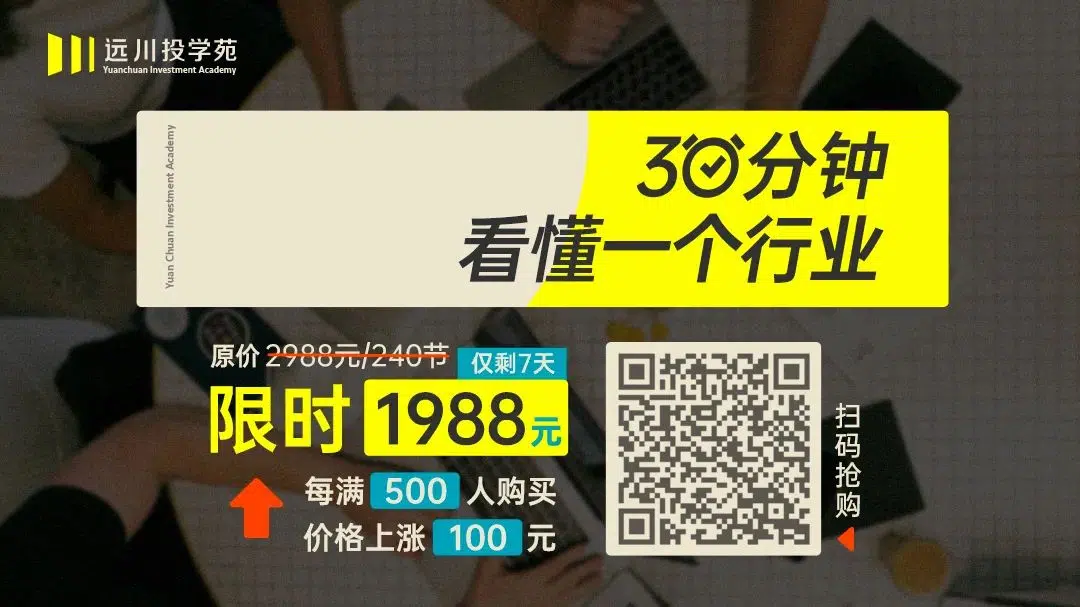 远川投学苑
Yuanchuan Investment Academy
Yuan Chuan Investment Academy
30分钟
看懂一个行业
原价 2988元/240节
仅剩7天
限时 1988元
每满 500 人购买
价格上涨 100 元
扫码抢购